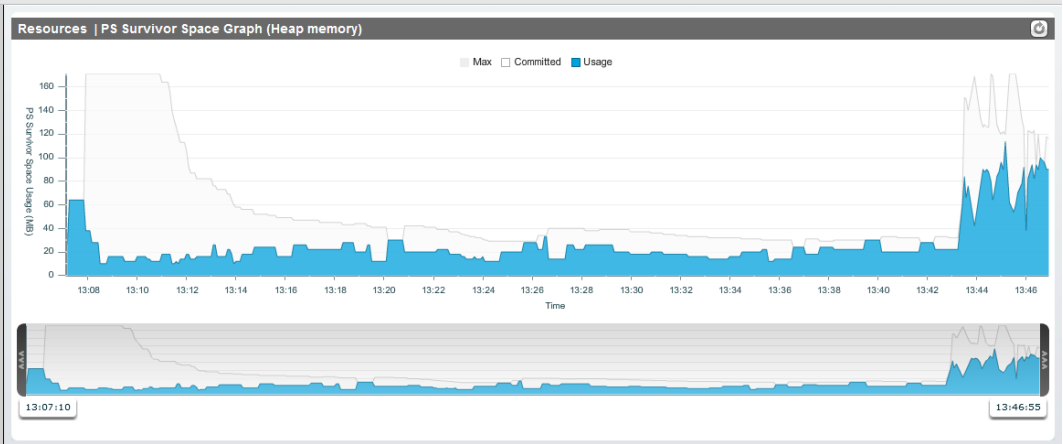 Resources | PS Survivor Space Graph (Heap memory)
Max Committed Usage
160
140
120
100
80
60
40
20
0
PS Survivor Space Usage (MB)
13:08 13:10 13:12 13:14 13:16 13:18 13:20 13:22 13:24 13:26 13:28 13:30 13:32 13:34 13:36 13:38 13:40 13:42 13:44 13:46
Time
AAA
AAA
13:07:10 13:46:55